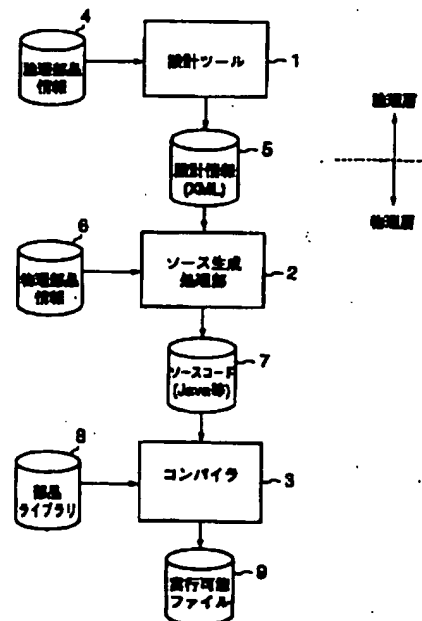 4
論理部品
情報
設計ツール
1
論理層
物理層
5
設計情報
(XML)
6
物理部品
情報
ソース生成
処理部
2
7
ソースコード
(Java等)
8
部品
ライブラリ
コンパイラ
3
9
実行可能
ファイル